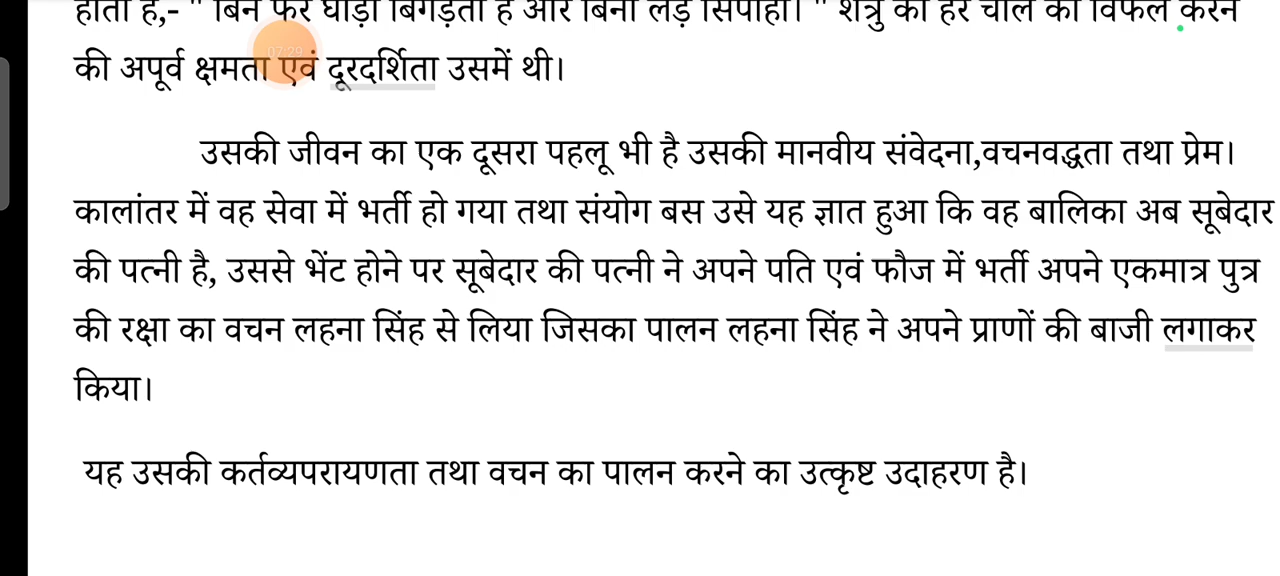 होता है,- " बिन फेरे घोड़ा बिगड़ता है और बिना लड़े सिपाही। " शत्रु की हर चाल को विफल करने
की अपूर्व क्षमता एवं दूरदर्शिता उसमें थी।
07:29
उसकी जीवन का एक दूसरा पहलू भी है उसकी मानवीय संवेदना,वचनवद्धता तथा प्रेम।
कालांतर में वह सेवा में भर्ती हो गया तथा संयोग बस उसे यह ज्ञात हुआ कि वह बालिका अब सूबेदार
की पत्नी है, उससे भेंट होने पर सूबेदार की पत्नी ने अपने पति एवं फौज में भर्ती अपने एकमात्र पुत्र
की रक्षा का वचन लहना सिंह से लिया जिसका पालन लहना सिंह ने अपने प्राणों की बाजी लगाकर
किया।
यह उसकी कर्तव्यपरायणता तथा वचन का पालन करने का उत्कृष्ट उदाहरण है।